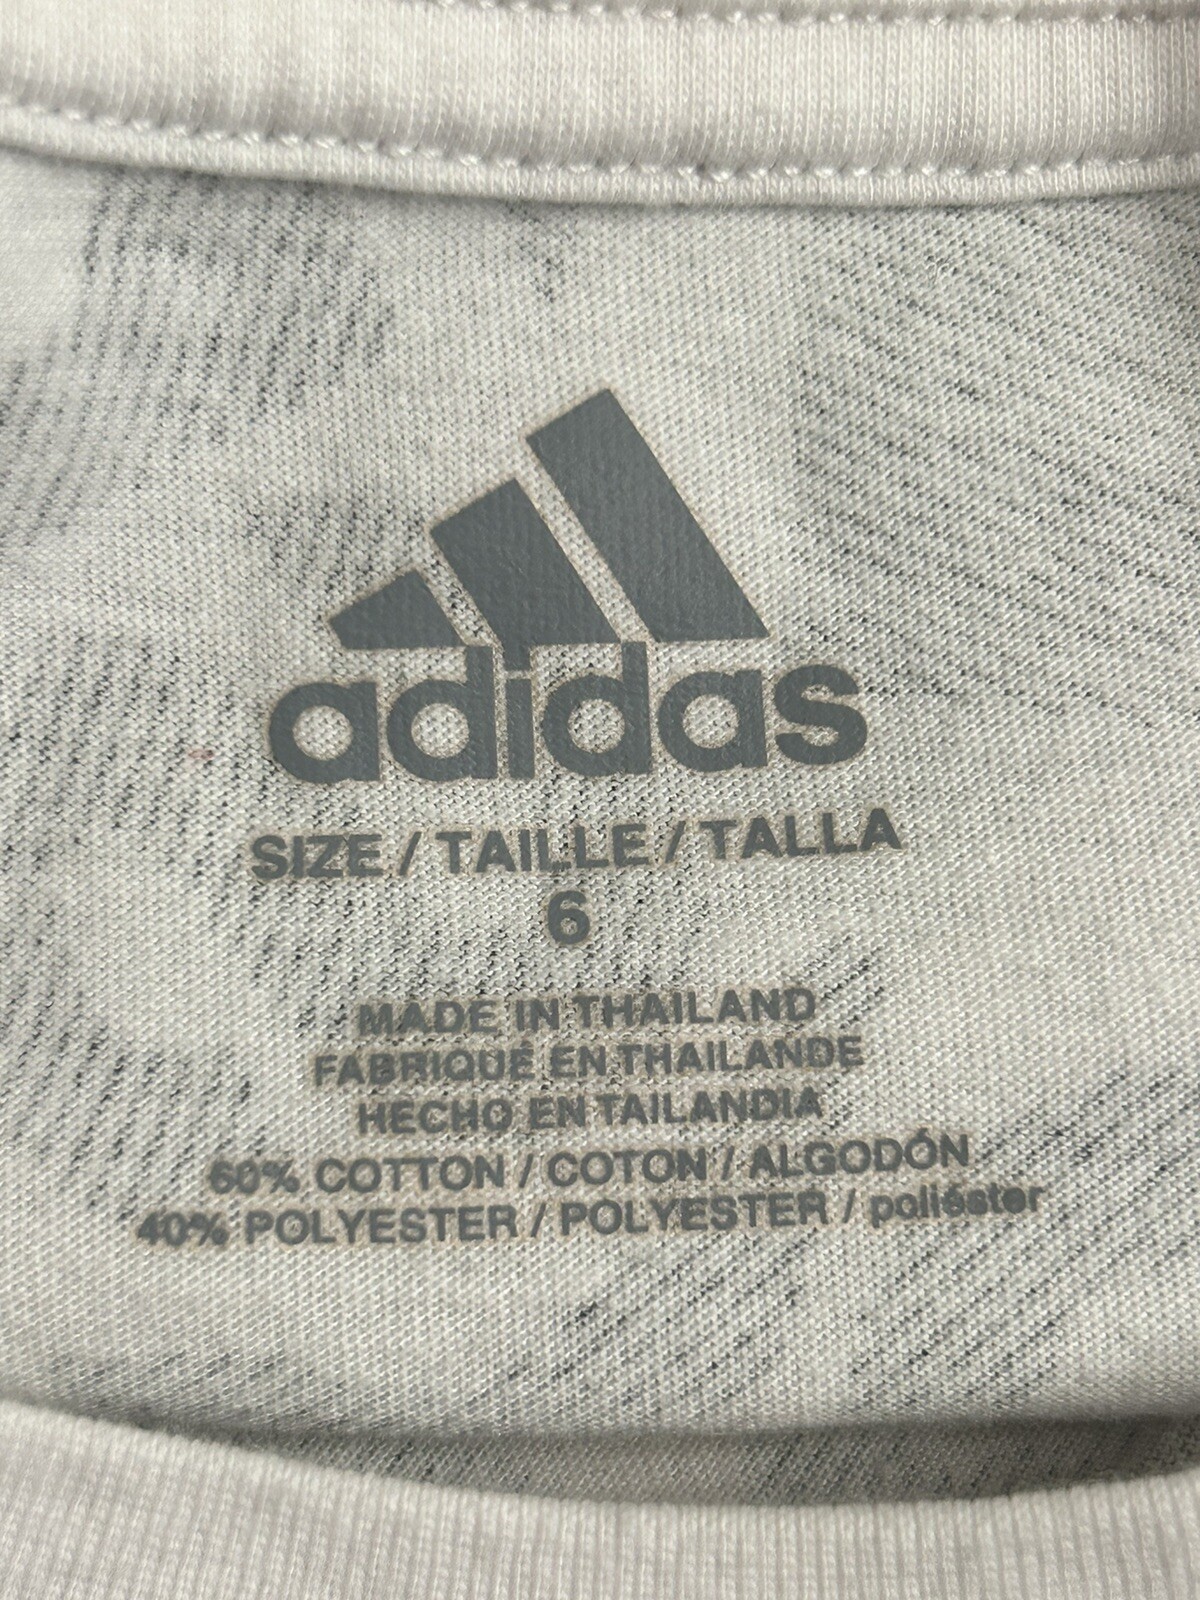 adidas
SIZE / TAILLE / TALLA
6
MADE IN THAILAND
FABRIQUÉ EN THAILANDE
HECHO EN TAILANDIA
60% COTTON / COTON / ALGODÓN
40% POLYESTER / POLYESTER / poliéster